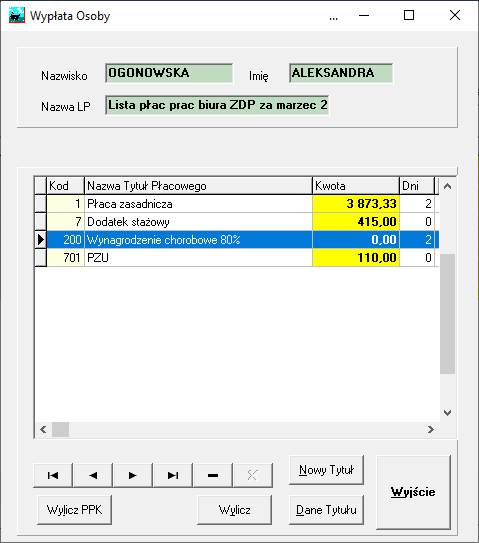 Wypłata Osoby ...
Nazwisko OGONOWSKA Imię ALEKSANDRA
Nazwa LP Lista płac prac biura ZDP za marzec 2
Kod Nazwa Tytuł Płacowego Kwota Dni
1 Płaca zasadnicza 3 873,33 2
7 Dodatek stażowy 415,00 0
200 Wynagrodzenie chorobowe 80% 0,00 2
701 PZU 110,00 0
Nowy Tytuł
Wyjście
Wylicz PPK Wylicz Dane Tytułu